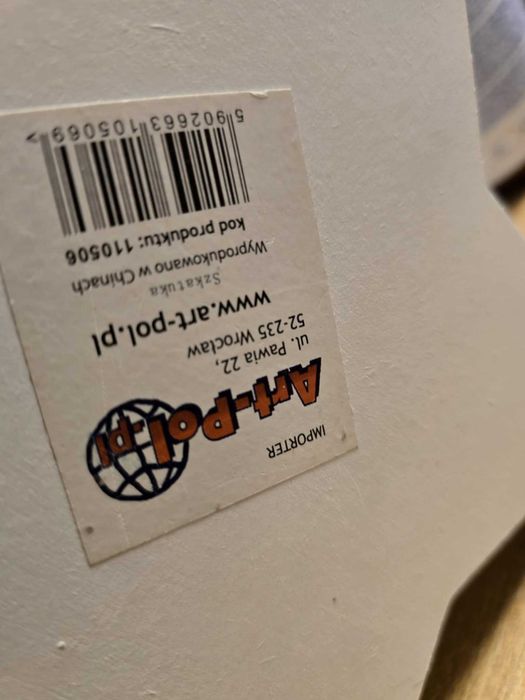 IMPORTER
Art-Pol.pl
ul. Pawia 22,
52-235 Wrocław
www.art-pol.pl
Szkatuka
Wyprodukowano w Chinach
kod produktu: 110506
5 902663 105069 >